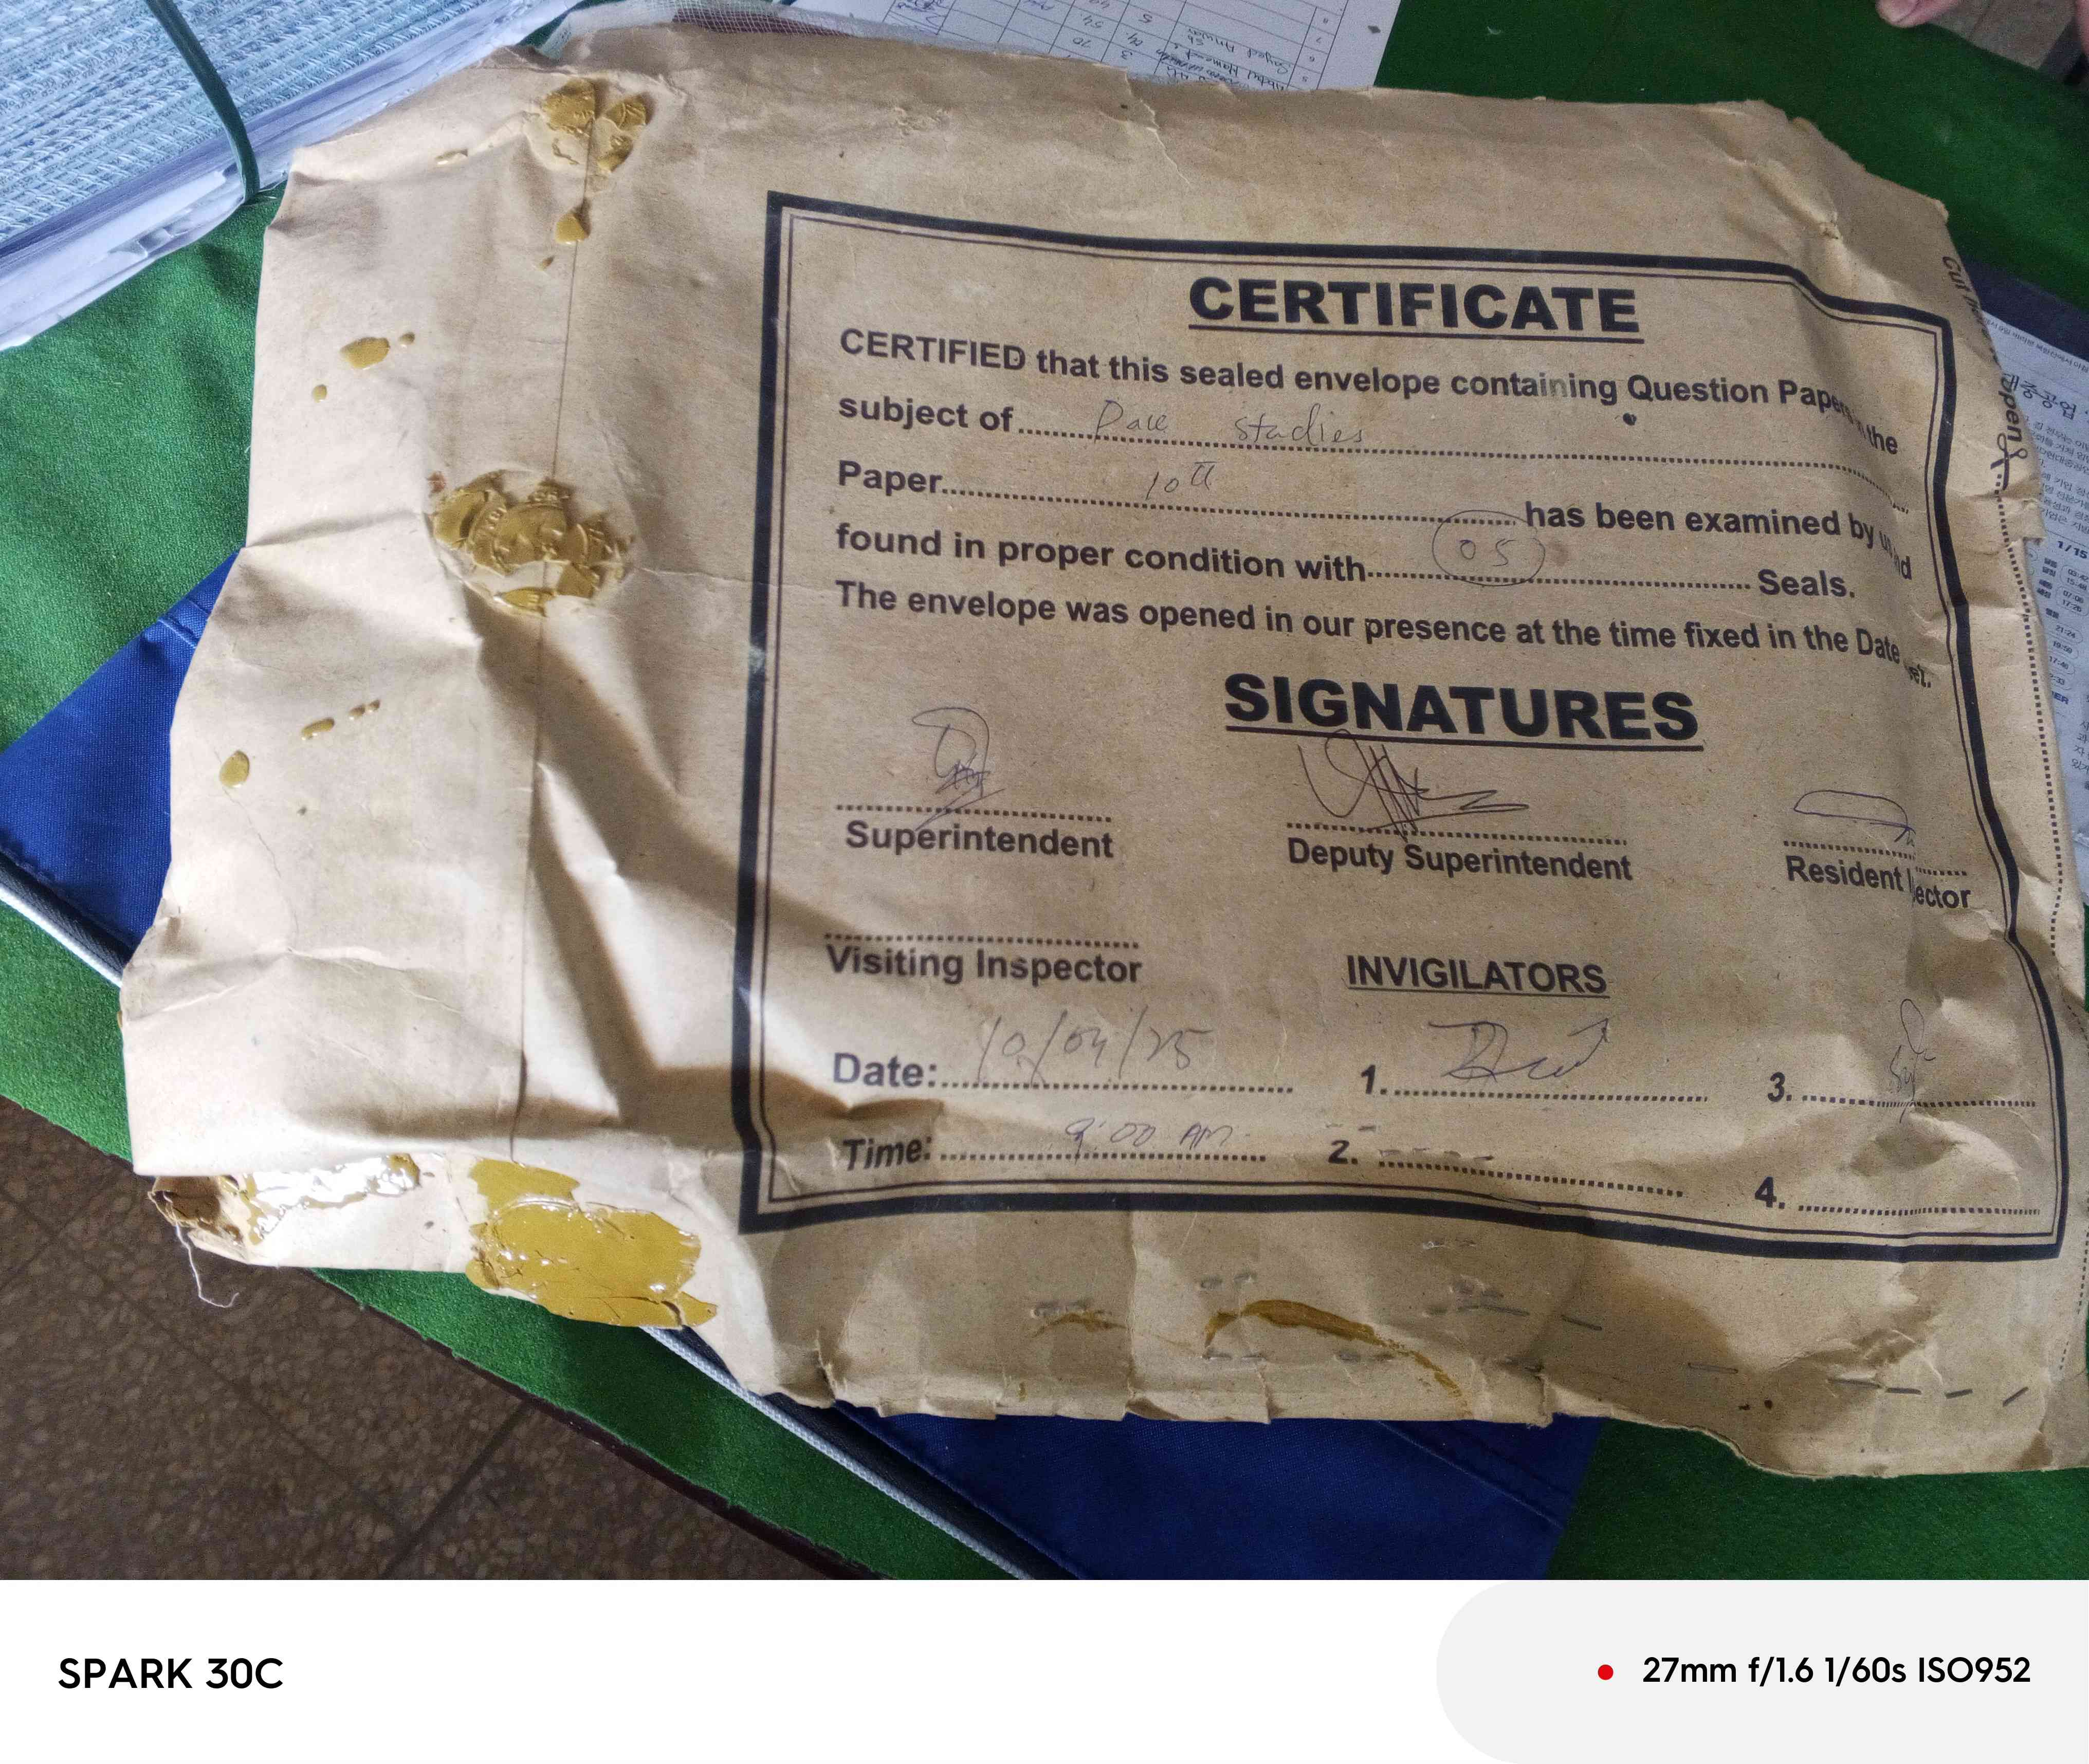 CERTIFICATE
CERTIFIED that this sealed envelope containing Question Papers the
subject of Pak studies
Paper 10th has been examined by us and
found in proper condition with 05 Seals.
The envelope was opened in our presence at the time fixed in the Date
SIGNATURES
Superintendent Deputy Superintendent Resident
Visiting Inspector INVIGILATORS
Date: 10/04/25 1. 3.
Time: 9:00 AM 2. 4.
SPARK 30C
27mm f/1.6 1/60s ISO952